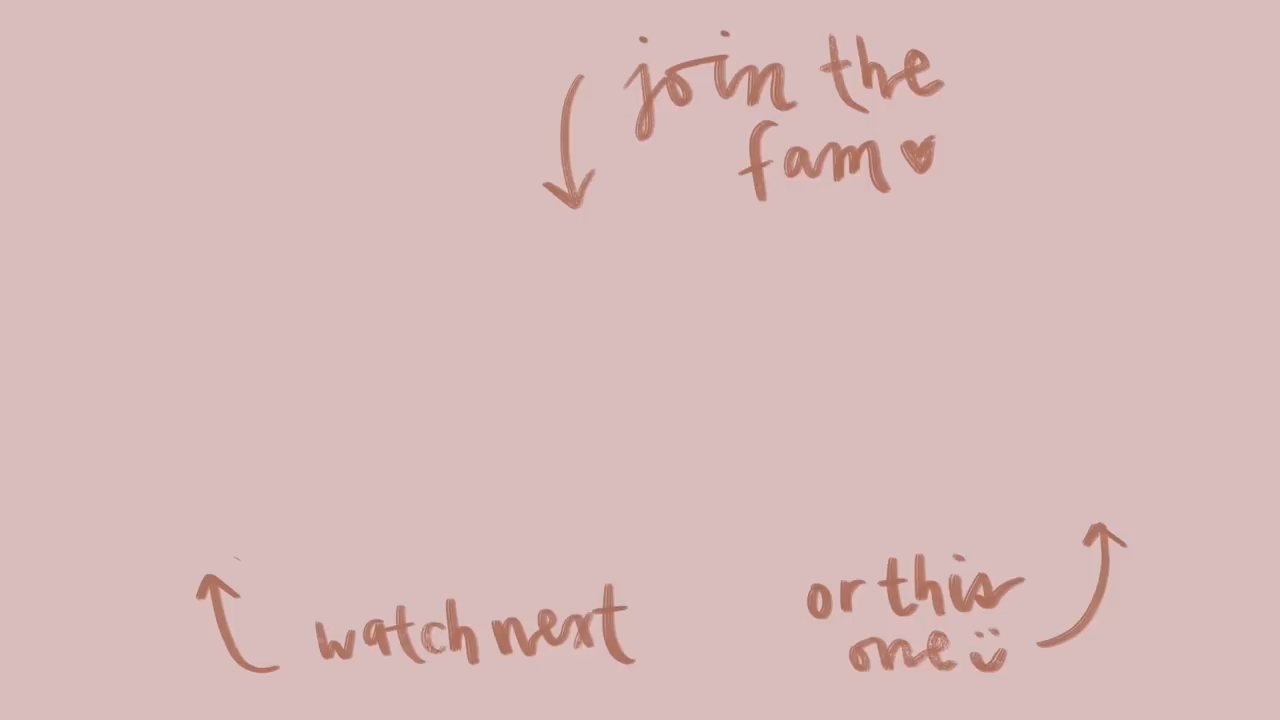 join the
fam ♥
watch next
or this
one ü